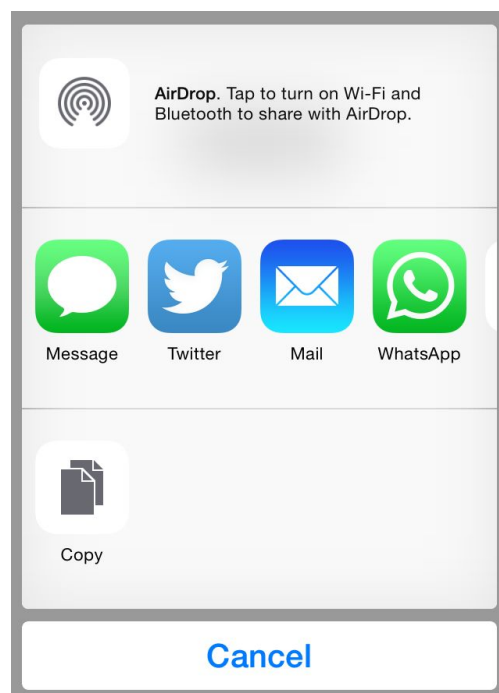 AirDrop. Tap to turn on Wi-Fi and
Bluetooth to share with AirDrop.
Message Twitter Mail WhatsApp
Copy
Cancel